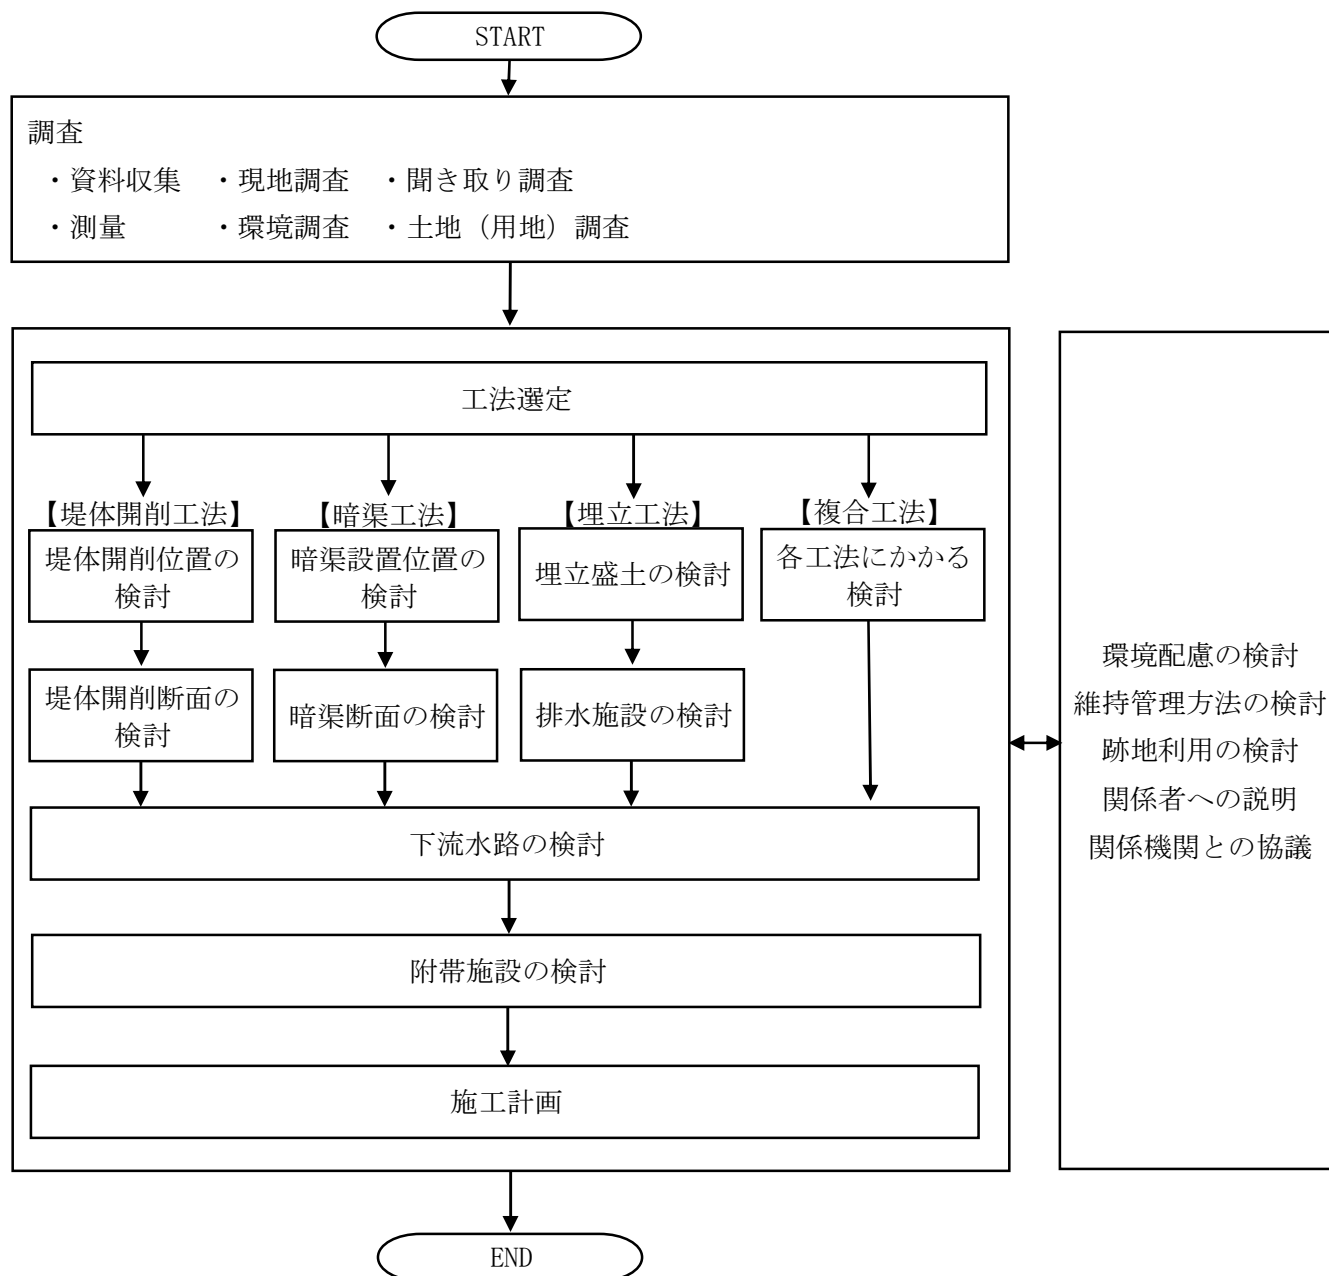 START
調査
・資料収集 ・現地調査 ・聞き取り調査
・測量 ・環境調査 ・土地（用地）調査
工法選定
【堤体開削工法】
【暗渠工法】
【埋立工法】
【複合工法】
堤体開削位置の
検討
暗渠設置位置の
検討
埋立盛土の検討
各工法にかかる
検討
堤体開削断面の
検討
暗渠断面の検討
排水施設の検討
下流水路の検討
附帯施設の検討
施工計画
環境配慮の検討
維持管理方法の検討
跡地利用の検討
関係者への説明
関係機関との協議
END